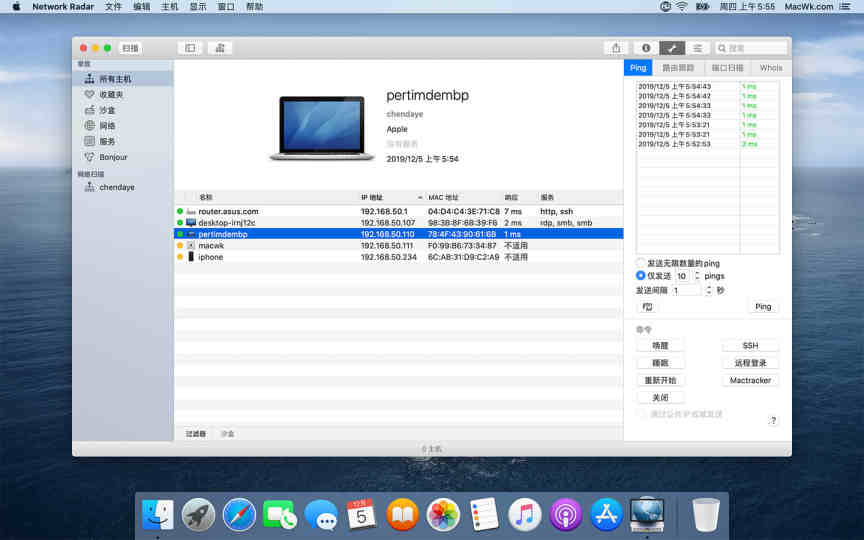 Network Radar 文件 编辑 主机 显示 窗口 帮助 周四 上午 5:55 MacWk.com
扫描 搜索
所有主机
收藏夹
沙盒
网络
服务
Bonjour
网络扫描
chendaye
pertimdembp
chendaye
Apple
没有服务
2019/12/5 上午 5:54
名称 IP 地址 MAC 地址 响应 服务
router.asus.com 192.168.50.1 04:D4:C4:3E:71:C8 7 ms http, ssh
desktop-irnj12c 192.168.50.107 98:3B:8F:6B:39:F6 2 ms rdp, smb, smb
pertimdembp 192.168.50.110 78:4F:43:90:61:6B 1 ms
macwk 192.168.50.111 F0:99:B6:73:34:87 不适用
iphone 192.168.50.234 6C:AB:31:D9:C2:A9 不适用
过滤器 沙盒
0 主机
Ping 路由跟踪 端口扫描 Whois
2019/12/5 上午 5:54:43 1 ms
2019/12/5 上午 5:54:42 1 ms
2019/12/5 上午 5:54:33 1 ms
2019/12/5 上午 5:54:33 1 ms
2019/12/5 上午 5:53:21 1 ms
2019/12/5 上午 5:53:21 1 ms
2019/12/5 上午 5:52:53 2 ms
发送无限数量的 ping
仅发送 10 pings
发送间隔 1 秒
Ping
命令
唤醒 SSH
睡眠 远程登录
重新开始 Mactracker
关闭
通过公共IP或域发送
?
12月
5